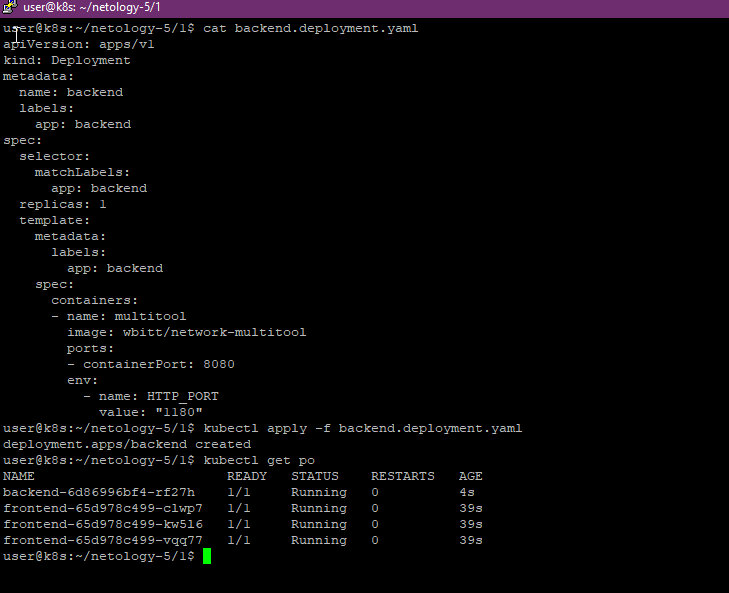 user@k8s: ~/netology-5/1
user@k8s:~/netology-5/1$ cat backend.deployment.yaml
apiVersion: apps/v1
kind: Deployment
metadata:
  name: backend
  labels:
    app: backend
spec:
  selector:
    matchLabels:
      app: backend
  replicas: 1
  template:
    metadata:
      labels:
        app: backend
    spec:
      containers:
      - name: multitool
        image: wbitt/network-multitool
        ports:
        - containerPort: 8080
        env:
          - name: HTTP_PORT
            value: "1180"
user@k8s:~/netology-5/1$ kubectl apply -f backend.deployment.yaml
deployment.apps/backend created
user@k8s:~/netology-5/1$ kubectl get po
NAME                        READY   STATUS    RESTARTS   AGE
backend-6d86996bf4-rf27h    1/1     Running   0          4s
frontend-65d978c499-clwp7   1/1     Running   0          39s
frontend-65d978c499-kw5l6   1/1     Running   0          39s
frontend-65d978c499-vqq77   1/1     Running   0          39s
user@k8s:~/netology-5/1$